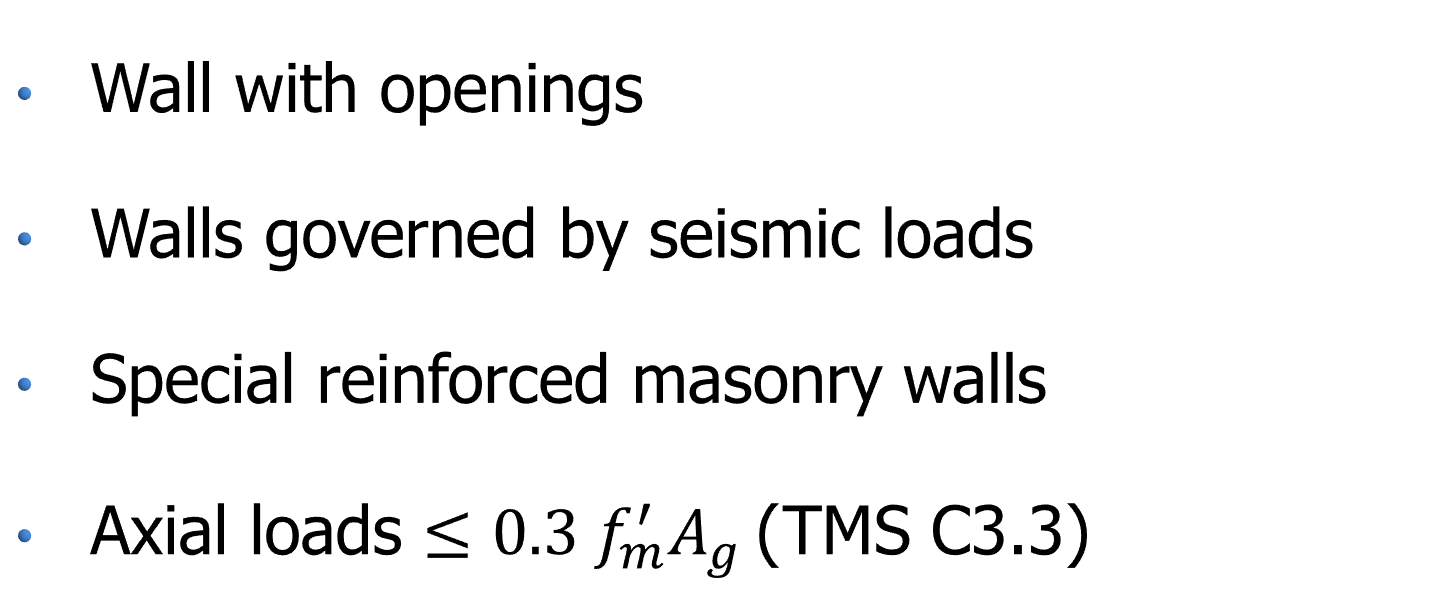 • Wall with openings
• Walls governed by seismic loads
• Special reinforced masonry walls
• Axial loads ≤ 0.3 f′ₘA_g (TMS C3.3)